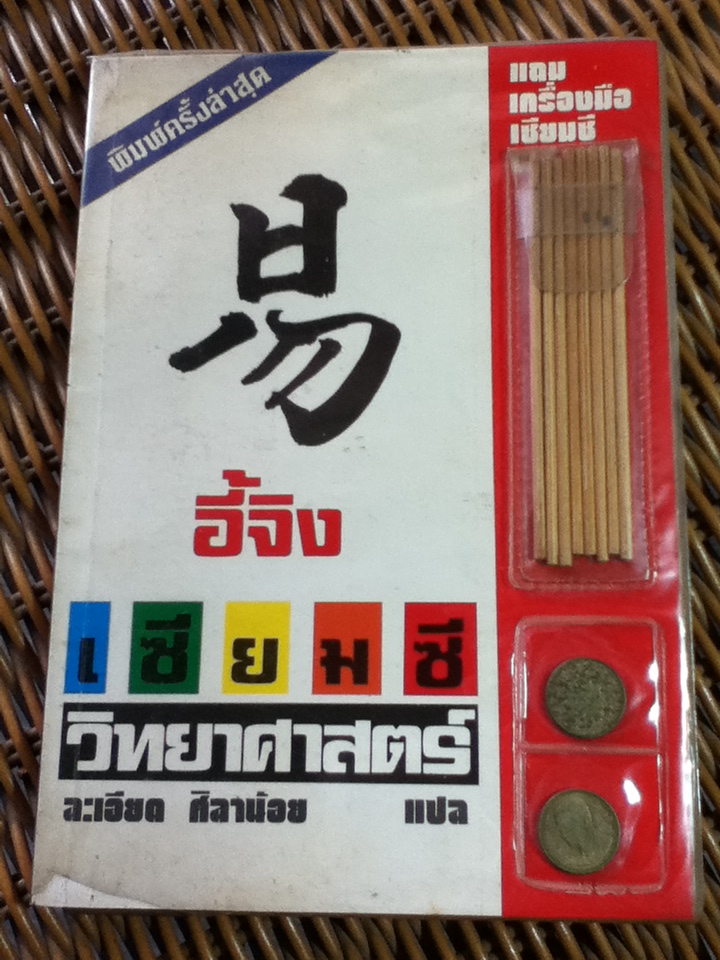 พิมพ์ครั้งล่าสุด
แถม
เครื่องมือ
เซียมซี
易
อี้จิง
เซียมซี
วิทยาศาสตร์
ละเอียด ศิลาน้อย แปล